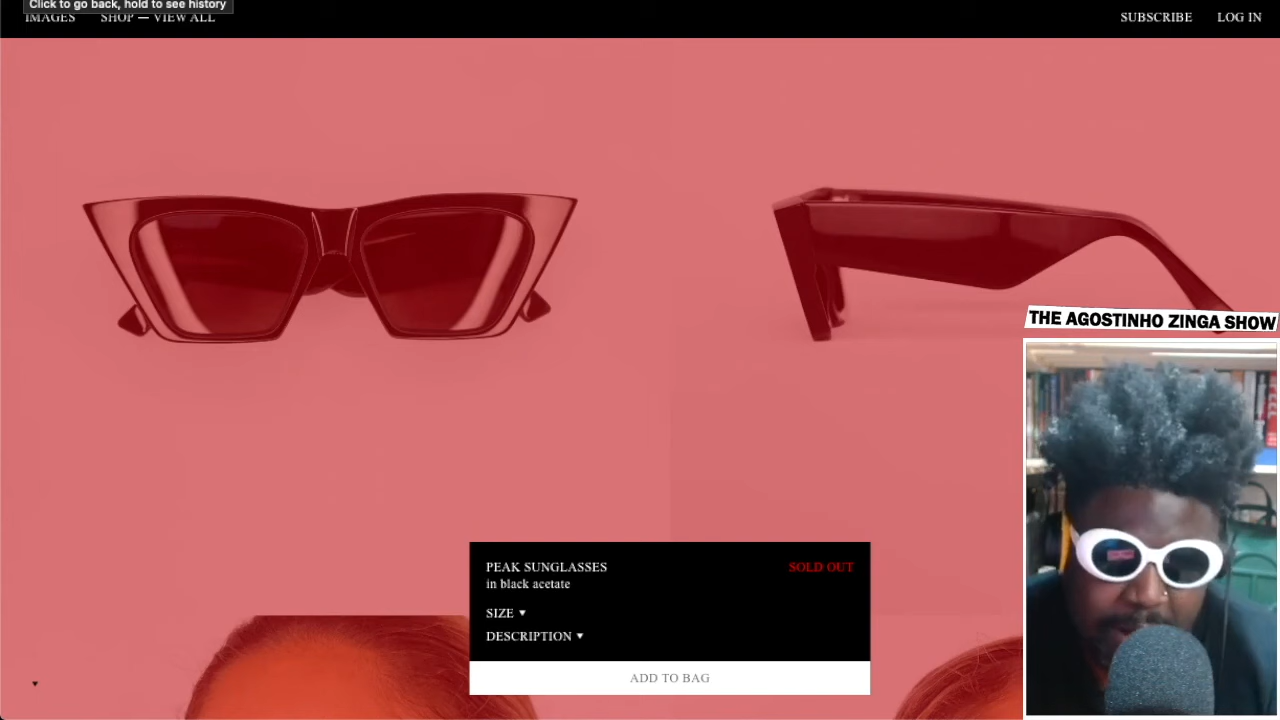 Click to go back, hold to see history
IMAGES SHOP — VIEW ALL SUBSCRIBE LOG IN
THE AGOSTINHO ZINGA SHOW
PEAK SUNGLASSES SOLD OUT
in black acetate
SIZE ▼
DESCRIPTION ▼
ADD TO BAG